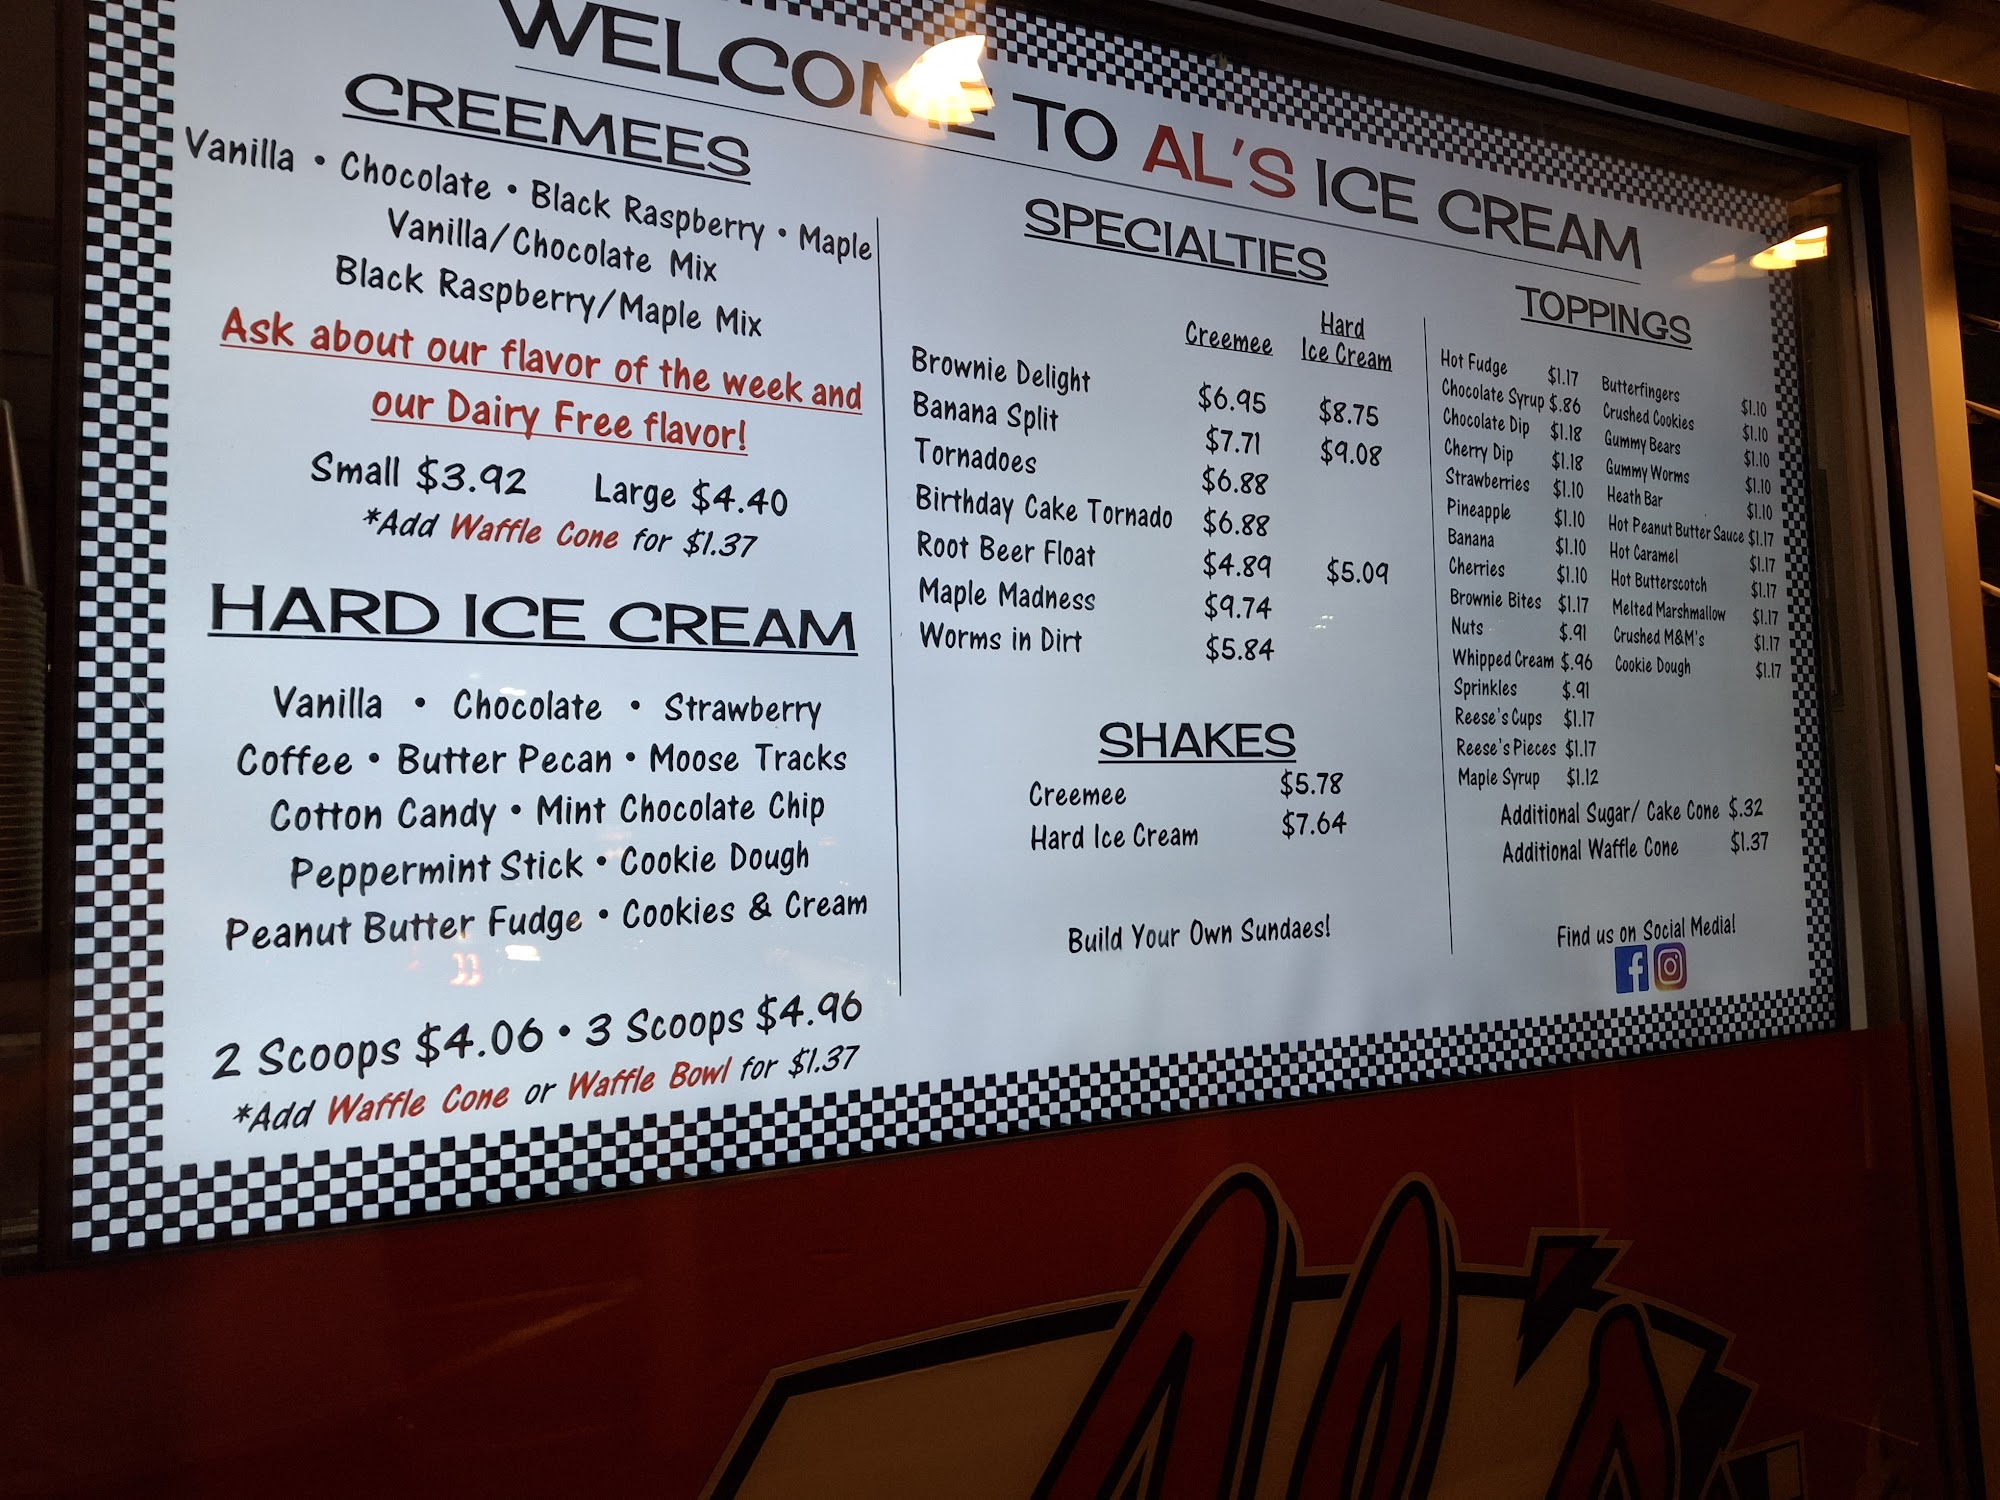 WELCOME TO AL'S ICE CREAM
CREEMEES
Vanilla • Chocolate • Black Raspberry • Maple
Vanilla/Chocolate Mix
Black Raspberry/Maple Mix
Ask about our flavor of the week and
our Dairy Free flavor!
Small $3.92 Large $4.40
*Add Waffle Cone for $1.37
HARD ICE CREAM
Vanilla • Chocolate • Strawberry
Coffee • Butter Pecan • Moose Tracks
Cotton Candy • Mint Chocolate Chip
Peppermint Stick • Cookie Dough
Peanut Butter Fudge • Cookies & Cream
2 Scoops $4.06 • 3 Scoops $4.96
*Add Waffle Cone or Waffle Bowl for $1.37
SPECIALTIES
Creemee Hard
Ice Cream
Brownie Delight $6.95 $8.75
Banana Split $7.71 $9.08
Tornadoes $6.88
Birthday Cake Tornado $6.88
Root Beer Float $4.89 $5.09
Maple Madness $9.74
Worms in Dirt $5.84
SHAKES
Creemee $5.78
Hard Ice Cream $7.64
Build Your Own Sundaes!
TOPPINGS
Hot Fudge $1.17
Chocolate Syrup $.86
Chocolate Dip $1.18
Cherry Dip $1.18
Strawberries $1.10
Pineapple $1.10
Banana $1.10
Cherries $1.10
Brownie Bites $1.17
Nuts $.91
Whipped Cream $.96
Sprinkles $.91
Reese's Cups $1.17
Reese's Pieces $1.17
Maple Syrup $1.12
Butterfingers $1.10
Crushed Cookies $1.10
Gummy Bears $1.10
Gummy Worms $1.10
Heath Bar $1.10
Hot Peanut Butter Sauce $1.17
Hot Caramel $1.17
Hot Butterscotch $1.17
Melted Marshmallow $1.17
Crushed M&M's $1.17
Cookie Dough $1.17
Additional Sugar/ Cake Cone $.32
Additional Waffle Cone $1.37
Find us on Social Media!
Al's